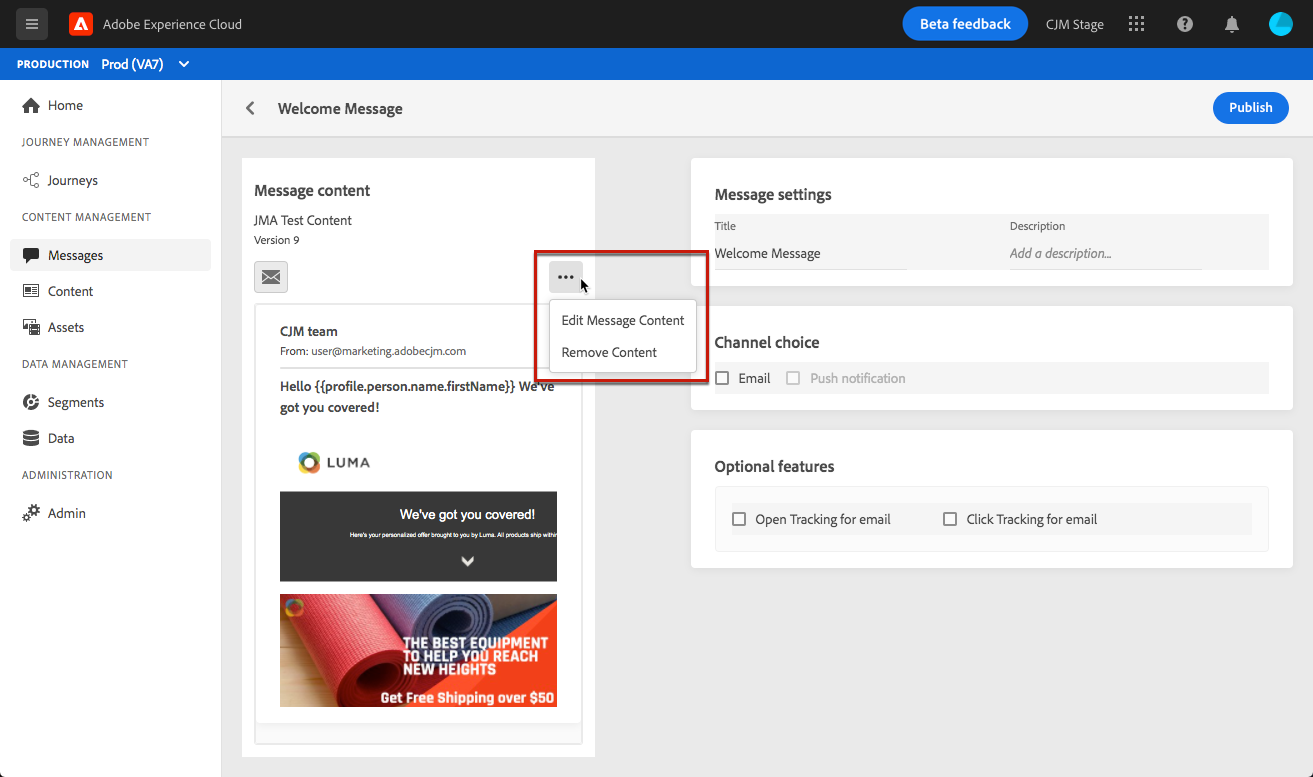 Adobe Experience Cloud
Beta feedback
CJM Stage
PRODUCTION Prod (VA7)
Home
JOURNEY MANAGEMENT
Journeys
CONTENT MANAGEMENT
Messages
Content
Assets
DATA MANAGEMENT
Segments
Data
ADMINISTRATION
Admin
Welcome Message
Publish
Message content
JMA Test Content
Version 9
Edit Message Content
Remove Content
CJM team
From: user@marketing.adobecjm.com
Hello {{profile.person.name.firstName}} We've
got you covered!
LUMA
We've got you covered!
Here's your personalized offer brought to you by Luma. All products ship within
THE BEST EQUIPMENT
TO HELP YOU REACH
NEW HEIGHTS
Get Free Shipping over $50
Message settings
Title
Description
Welcome Message
Add a description...
Channel choice
Email
Push notification
Optional features
Open Tracking for email
Click Tracking for email